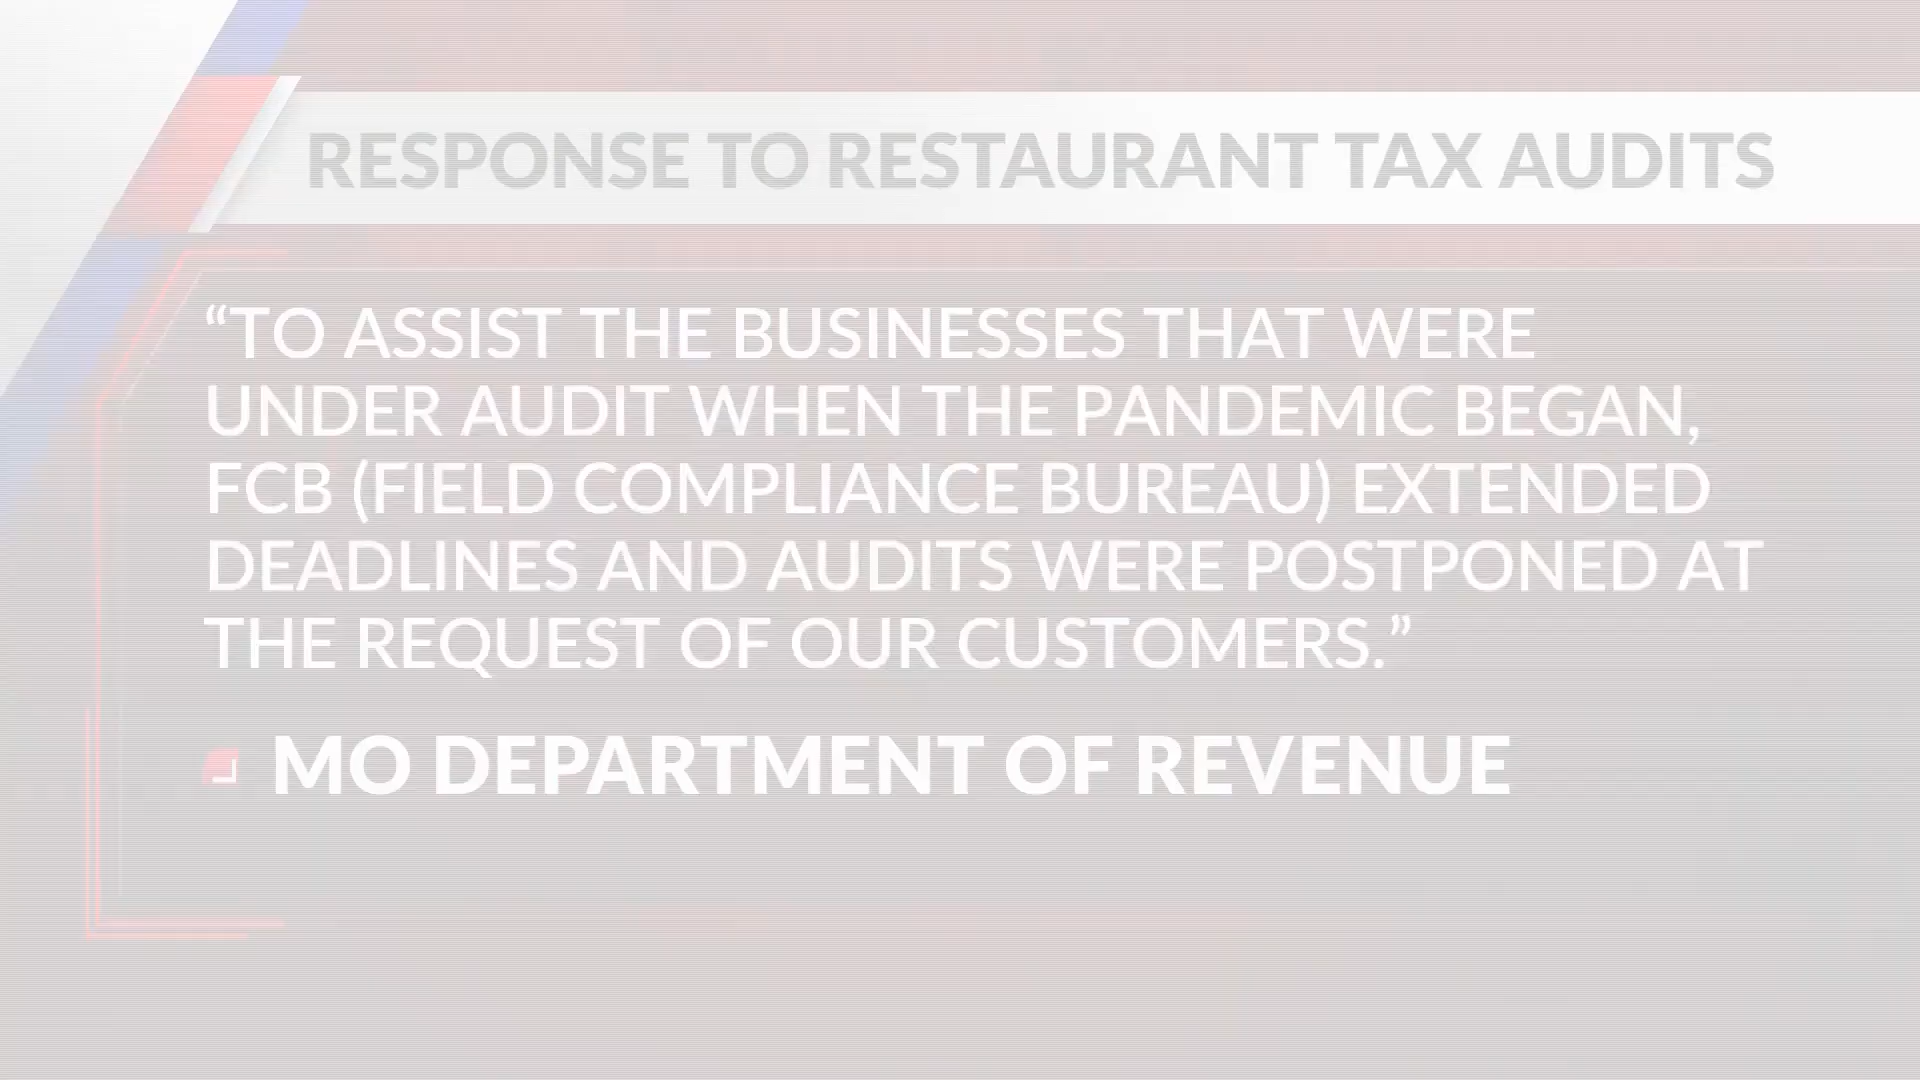 RESPONSE TO RESTAURANT TAX AUDITS
“TO ASSIST THE BUSINESSES THAT WERE
UNDER AUDIT WHEN THE PANDEMIC BEGAN,
FCB (FIELD COMPLIANCE BUREAU) EXTENDED
DEADLINES AND AUDITS WERE POSTPONED AT
THE REQUEST OF OUR CUSTOMERS.”
MO DEPARTMENT OF REVENUE